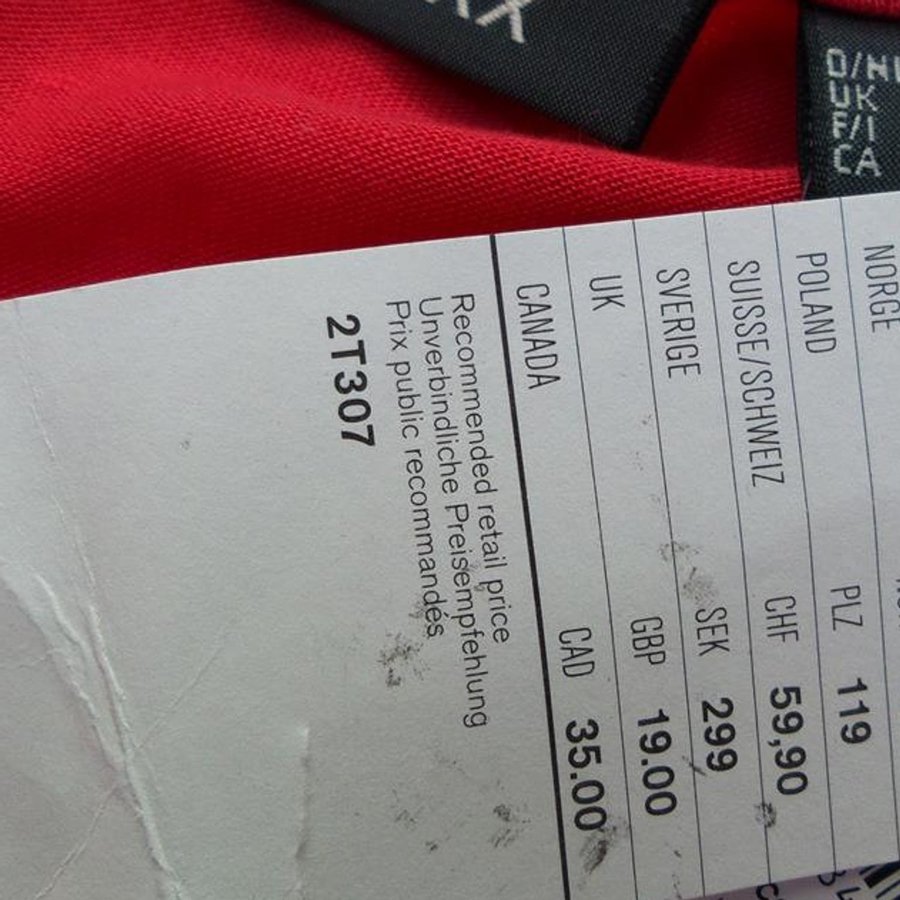 D/
UK
F/I
CA
NORGE
POLAND PLZ 119
SUISSE/SCHWEIZ CHF 59,90
SVERIGE SEK 299
UK GBP 19.00
CANADA CAD 35.00
Recommended retail price
Unverbindliche Preisempfehlung
Prix public recommandés
2T307